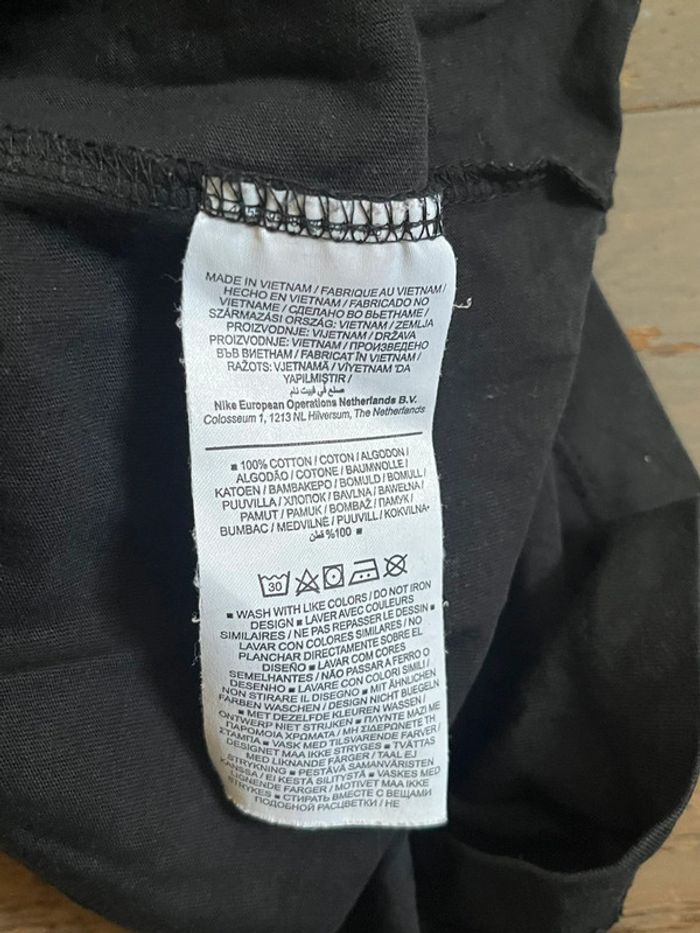 MADE IN VIETNAM / FABRIQUE AU VIETNAM /
HECHO EN VIETNAM / FABRICADO NO
VIETNAME / СДЕЛАНО ВО ВЬЕТНАМЕ /
SZÁRMAZÁSI ORSZÁG: VIETNAM / ZEMLJA
PROIZVODNJE: VIJETNAM / DRŽAVA
PROIZVODNJE: VIETNAM / ПРОИЗВЕДЕНО
ВЪВ ВИЕТНАМ / FABRICAT ÎN VIETNAM /
RAŽOTS: VJETNAMĀ / VİYETNAM 'DA
YAPILMIŞTIR /
صنع في فييت نام
Nike European Operations Netherlands B.V.
Colosseum 1, 1213 NL Hilversum, The Netherlands
■ 100% COTTON / COTON / ALGODON /
ALGODÃO / COTONE / BAUMWOLLE /
KATOEN / ΒΑΜΒΑΚΕΡΟ / BOMULD / BOMULL /
PUUVILLA / ХЛОПОК / BAVLNA / BAWEŁNA /
PAMUT / PAMUK / BOMBAŽ / ПАМУК /
BUMBAC / MEDVILNĖ / PUUVILL / KOKVILNA·
%100 قطن ■
30
■ WASH WITH LIKE COLORS / DO NOT IRON
DESIGN ■ LAVER AVEC COULEURS
SIMILAIRES / NE PAS REPASSER LE DESSIN ■
LAVAR CON COLORES SIMILARES / NO
PLANCHAR DIRECTAMENTE SOBRE EL
DISEÑO ■ LAVAR COM CORES
SEMELHANTES / NÃO PASSAR A FERRO O
DESENHO ■ LAVARE CON COLORI SIMILI /
NON STIRARE IL DISEGNO ■ MIT ÄHNLICHEN
FARBEN WASCHEN / DESIGN NICHT BUEGELN
■ MET DEZELFDE KLEUREN WASSEN /
ONTWERP NIET STRIJKEN ■ ΠΛΥΝΤΕ ΜΑΖΙ ΜΕ
ΠΑΡΟΜΟΙΑ ΧΡΩΜΑΤΑ / ΜΗ ΣΙΔΕΡΩΝΕΤΕ ΤΗ
ΣΤΑΜΠΑ ■ VASK MED TILSVARENDE FARVER /
DESIGNET MAA IKKE STRYGES ■ TVÄTTAS
MED LIKNANDE FÄRGER / TAAL EJ
STRYKNING ■ PESTÄVÄ SAMANVÄRISTEN
KANSSA / EI KESTÄ SILITYSTÄ ■ VASKES MED
LIGNENDE FARGER / MOTIVET MAA IKKE
STRYKES ■ СТИРАТЬ ВМЕСТЕ С ВЕЩАМИ
ПОДОБНОЙ РАСЦВЕТКИ / НЕ